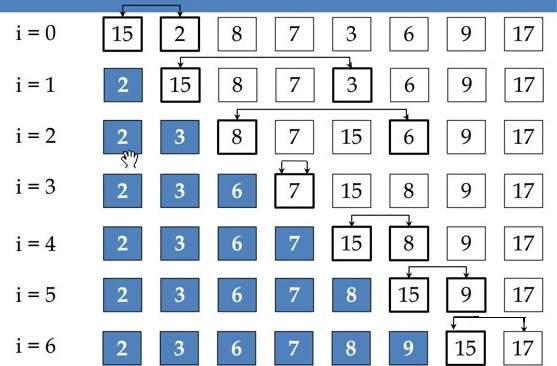 i = 0 15 2 8 7 3 6 9 17
i = 1 2 15 8 7 3 6 9 17
i = 2 2 3 8 7 15 6 9 17
i = 3 2 3 6 7 15 8 9 17
i = 4 2 3 6 7 15 8 9 17
i = 5 2 3 6 7 8 15 9 17
i = 6 2 3 6 7 8 9 15 17